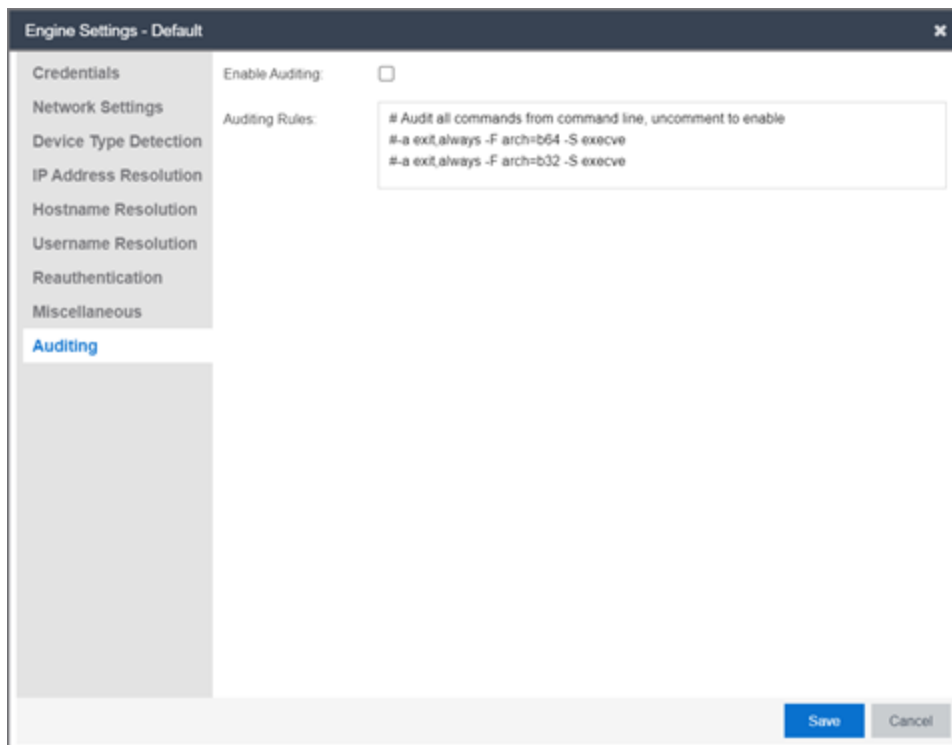 Engine Settings - Default
Credentials
Network Settings
Device Type Detection
IP Address Resolution
Hostname Resolution
Username Resolution
Reauthentication
Miscellaneous
Auditing
Enable Auditing:
Auditing Rules:
# Audit all commands from command line, uncomment to enable
#-a exit,always -F arch=b64 -S execve
#-a exit,always -F arch=b32 -S execve
Save
Cancel